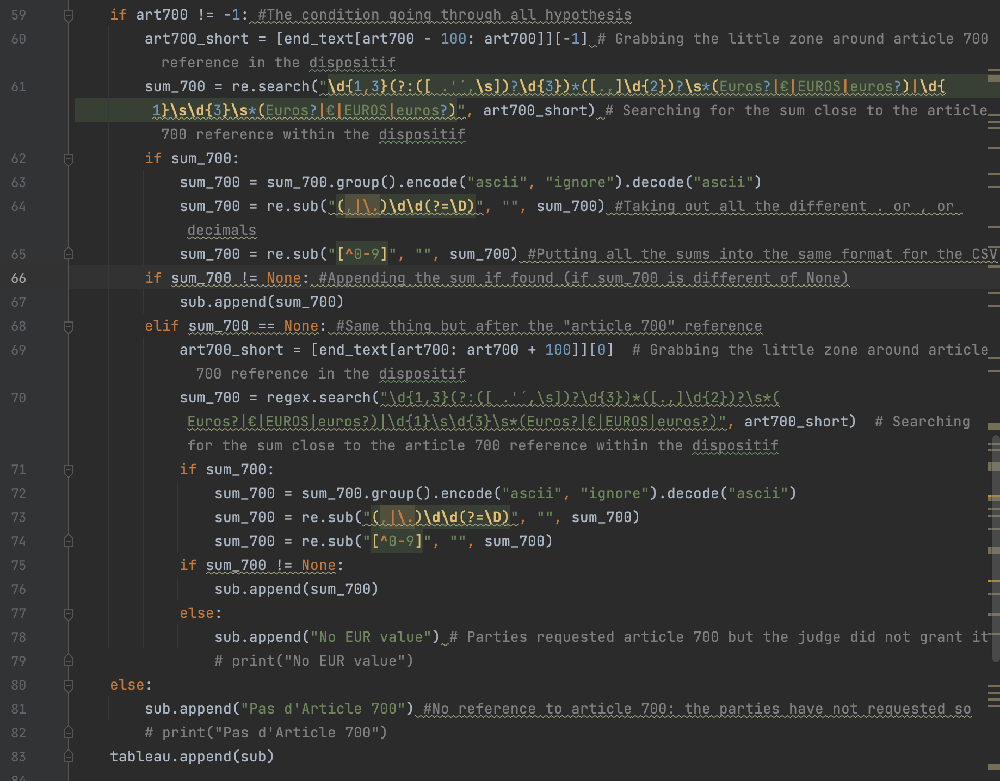 59 if art700 != -1: #The condition going through all hypothesis
60 art700_short = [end_text[art700 - 100: art700]][-1] # Grabbing the little zone around article 700
reference in the dispositif
61 sum_700 = re.search("\d{1,3}(?:([ .'´,\s])?\d{3})*([.,]\d{2})?\s*(Euros?|€|EUROS|euros?)|\d{
1}\s\d{3}\s*(Euros?|€|EUROS|euros?)", art700_short) # Searching for the sum close to the article
700 reference within the dispositif
62 if sum_700:
63 sum_700 = sum_700.group().encode("ascii", "ignore").decode("ascii")
64 sum_700 = re.sub("(,|\.)\d\d(?=\D)", "", sum_700) #Taking out all the different . or , or
decimals
65 sum_700 = re.sub("[^0-9]", "", sum_700) #Putting all the sums into the same format for the CSV
66 if sum_700 != None: #Appending the sum if found (if sum_700 is different of None)
67 sub.append(sum_700)
68 elif sum_700 == None: #Same thing but after the "article 700" reference
69 art700_short = [end_text[art700: art700 + 100]][0] # Grabbing the little zone around article
700 reference in the dispositif
70 sum_700 = regex.search("\d{1,3}(?:([ .'´,\s])?\d{3})*([.,]\d{2})?\s*(
Euros?|€|EUROS|euros?)|\d{1}\s\d{3}\s*(Euros?|€|EUROS|euros?)", art700_short) # Searching
for the sum close to the article 700 reference within the dispositif
71 if sum_700:
72 sum_700 = sum_700.group().encode("ascii", "ignore").decode("ascii")
73 sum_700 = re.sub("(,|\.)\d\d(?=\D)", "", sum_700)
74 sum_700 = re.sub("[^0-9]", "", sum_700)
75 if sum_700 != None:
76 sub.append(sum_700)
77 else:
78 sub.append("No EUR value") # Parties requested article 700 but the judge did not grant it
79 # print("No EUR value")
80 else:
81 sub.append("Pas d'Article 700") #No reference to article 700: the parties have not requested so
82 # print("Pas d'Article 700")
83 tableau.append(sub)